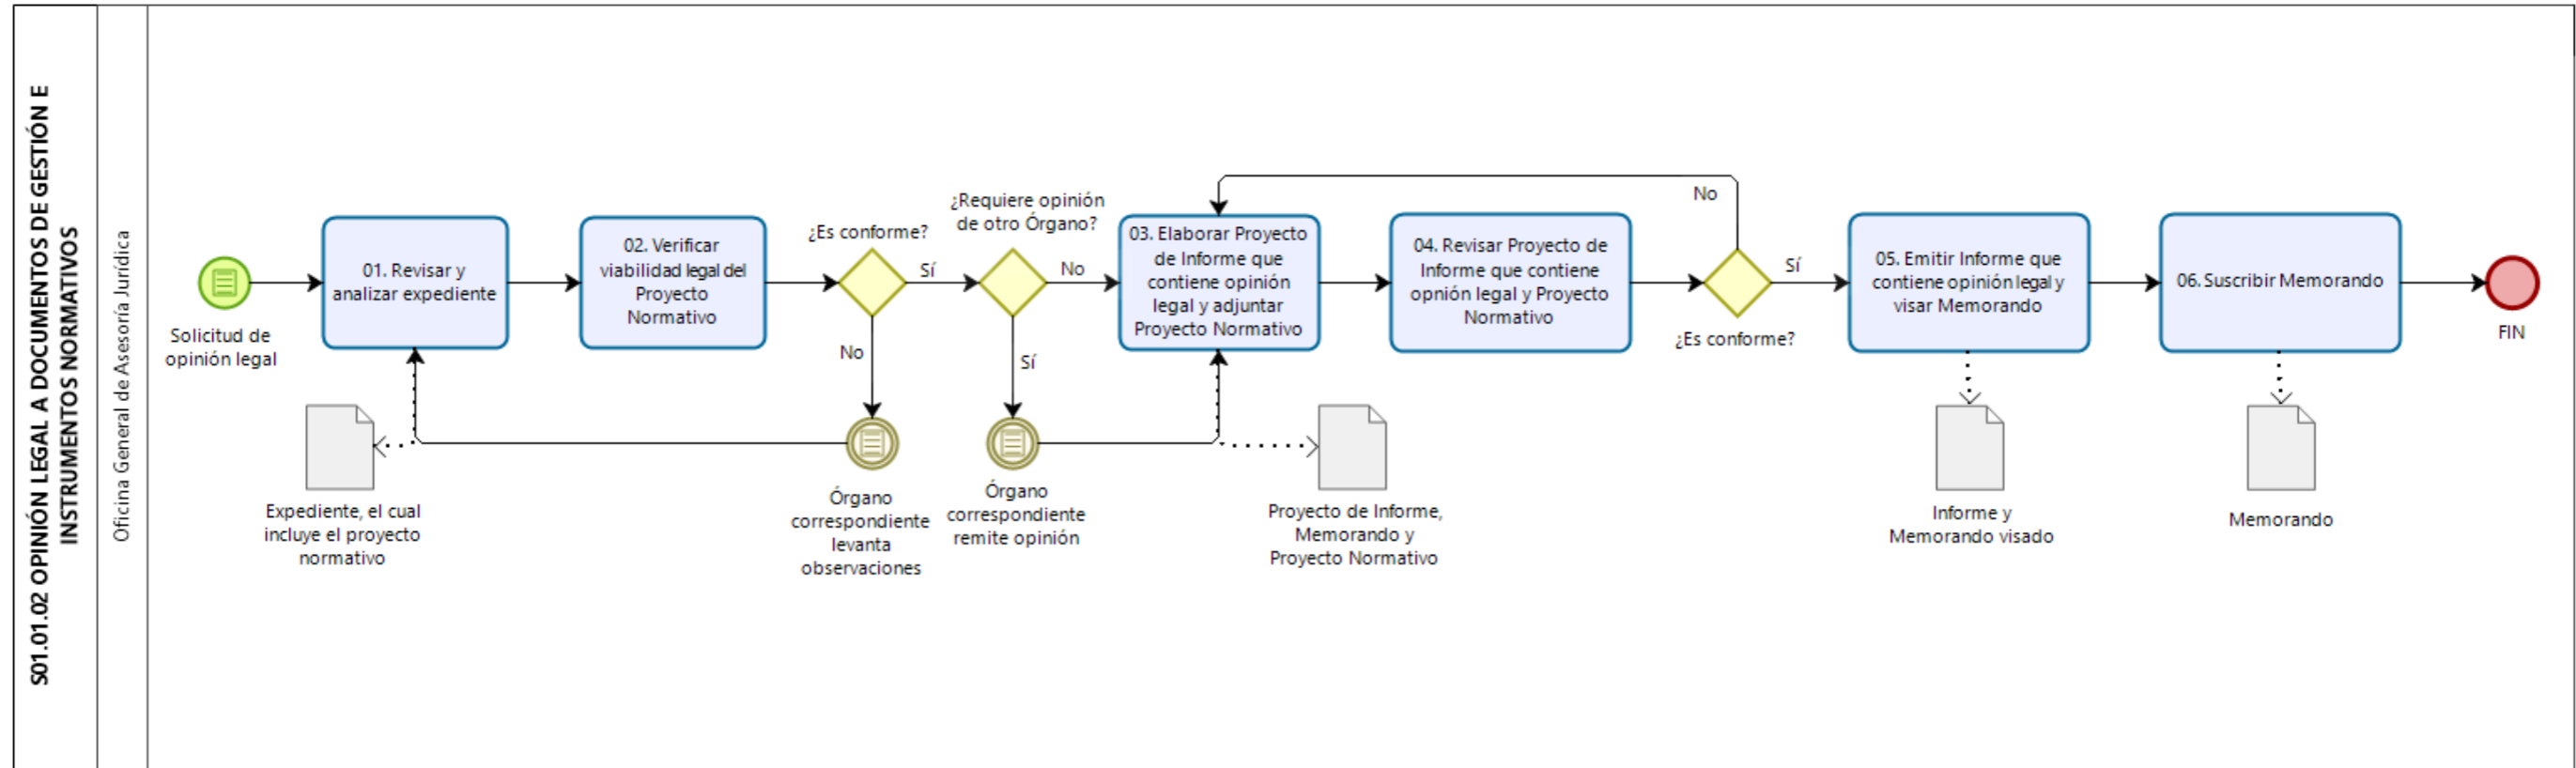 S01.01.02 OPINIÓN LEGAL A DOCUMENTOS DE GESTIÓN E
INSTRUMENTOS NORMATIVOS
Oficina General de Asesoría Jurídica
Solicitud de
opinión legal
01. Revisar y
analizar expediente
Expediente, el cual
incluye el proyecto
normativo
02. Verificar
viabilidad legal del
Proyecto
Normativo
¿Es conforme?
Sí
No
Órgano
correspondiente
levanta
observaciones
¿Requiere opinión
de otro Órgano?
No
Sí
Órgano
correspondiente
remite opinión
03. Elaborar Proyecto
de Informe que
contiene opinión
legal y adjuntar
Proyecto Normativo
Proyecto de Informe,
Memorando y
Proyecto Normativo
04. Revisar Proyecto de
Informe que contiene
opnión legal y Proyecto
Normativo
No
Sí
¿Es conforme?
05. Emitir Informe que
contiene opinión legal y
visar Memorando
Informe y
Memorando visado
06. Suscribir Memorando
Memorando
FIN